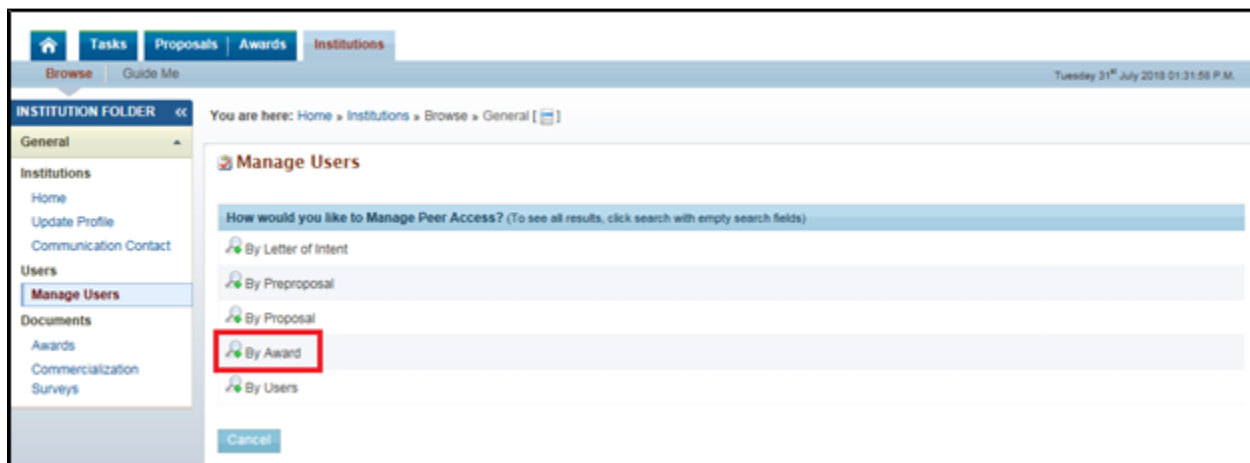 Tasks Proposals | Awards Institutions
Browse Guide Me Tuesday 31st July 2018 01:31:58 P.M.
INSTITUTION FOLDER «
You are here: Home » Institutions » Browse » General [ ]
General
Manage Users
Institutions
Home
Update Profile
Communication Contact
Users
Manage Users
Documents
Awards
Commercialization
Surveys
How would you like to Manage Peer Access? (To see all results, click search with empty search fields)
By Letter of Intent
By Preproposal
By Proposal
By Award
By Users
Cancel